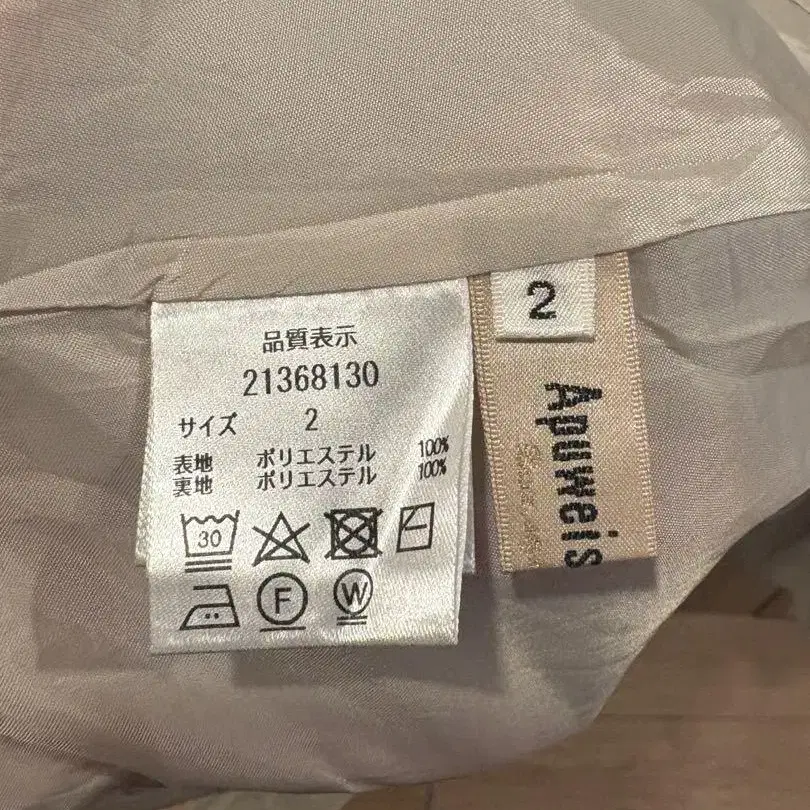 品質表示
21368130
サイズ 2
表地 ポリエステル 100%
裏地 ポリエステル 100%
30
F
W
2
Apuweis